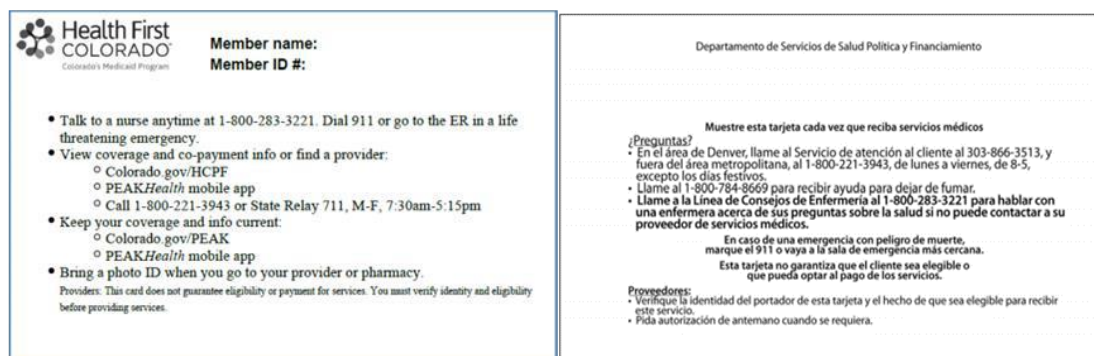 Health First
COLORADO
Colorado's Medicaid Program
Member name:
Member ID #:
• Talk to a nurse anytime at 1-800-283-3221. Dial 911 or go to the ER in a life
threatening emergency.
• View coverage and co-payment info or find a provider:
○ Colorado.gov/HCPF
○ PEAKHealth mobile app
○ Call 1-800-221-3943 or State Relay 711, M-F, 7:30am-5:15pm
• Keep your coverage and info current:
○ Colorado.gov/PEAK
○ PEAKHealth mobile app
• Bring a photo ID when you go to your provider or pharmacy.
Providers: This card does not guarantee eligibility or payment for services. You must verify identity and eligibility
before providing services.
Departamento de Servicios de Salud Política y Financiamiento
Muestre esta tarjeta cada vez que reciba servicios médicos
¿Preguntas?
• En el área de Denver, llame al Servicio de atención al cliente al 303-866-3513, y
fuera del área metropolitana, al 1-800-221-3943, de lunes a viernes, de 8-5,
excepto los días festivos.
• Llame al 1-800-784-8669 para recibir ayuda para dejar de fumar.
• Llame a la Línea de Consejos de Enfermería al 1-800-283-3221 para hablar con
una enfermera acerca de sus preguntas sobre la salud si no puede contactar a su
proveedor de servicios médicos.
En caso de una emergencia con peligro de muerte,
marque el 911 o vaya a la sala de emergencia más cercana.
Esta tarjeta no garantiza que el cliente sea elegible o
que pueda optar al pago de los servicios.
Proveedores:
• Verifique la identidad del portador de esta tarjeta y el hecho de que sea elegible para recibir
este servicio.
• Pida autorización de antemano cuando se requiera.